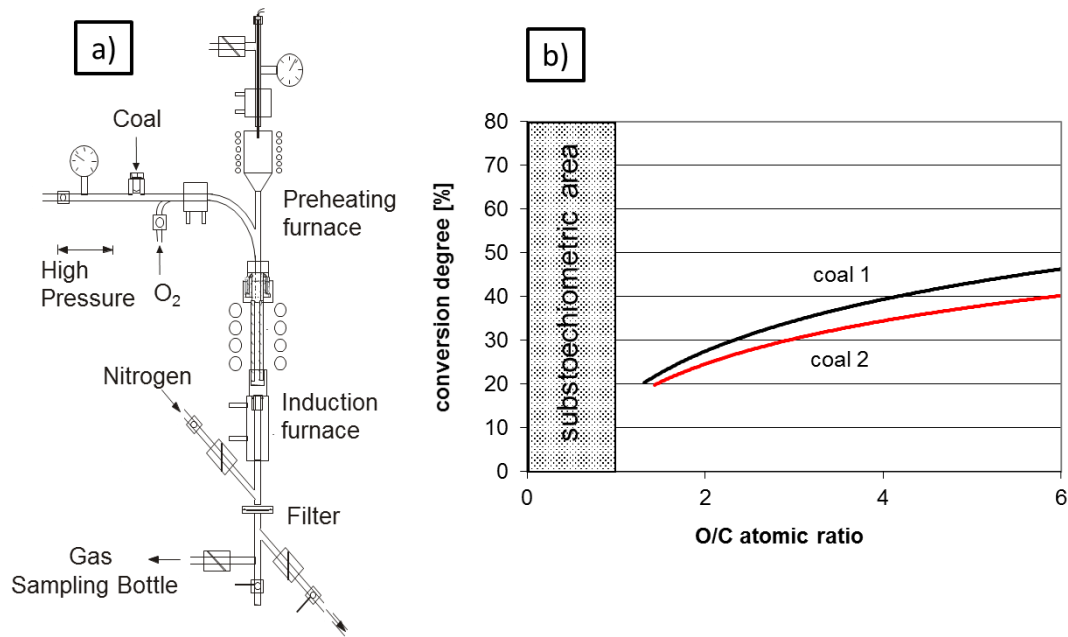 a)
Coal
Preheating
furnace
High
Pressure
O₂
Nitrogen
Induction
furnace
Filter
Gas
Sampling Bottle
b)
conversion degree [%]
80
70
60
50
40
30
20
10
0
substoechiometric area
coal 1
coal 2
0
2
4
6
O/C atomic ratio